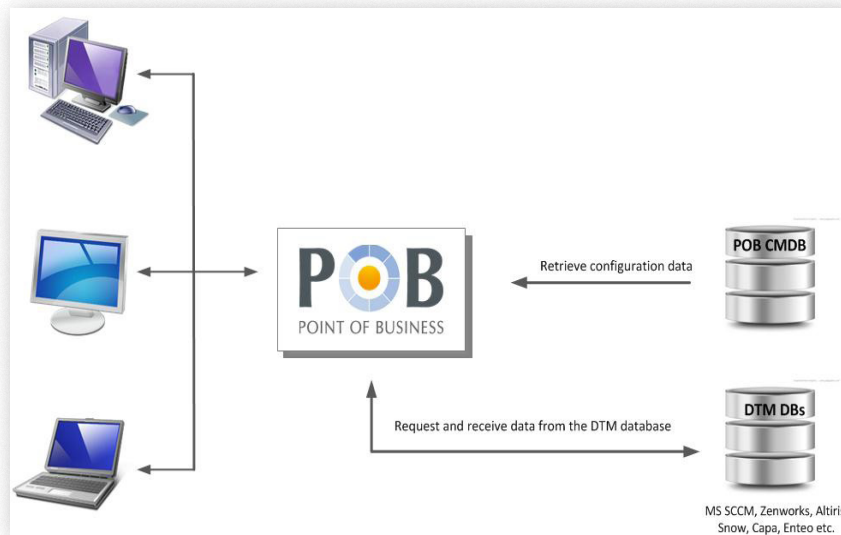 POB CMDB
Retrieve configuration data
POB
POINT OF BUSINESS
DTM DBs
Request and receive data from the DTM database
MS SCCM, Zenworks, Altiris
Snow, Capa, Enteo etc.